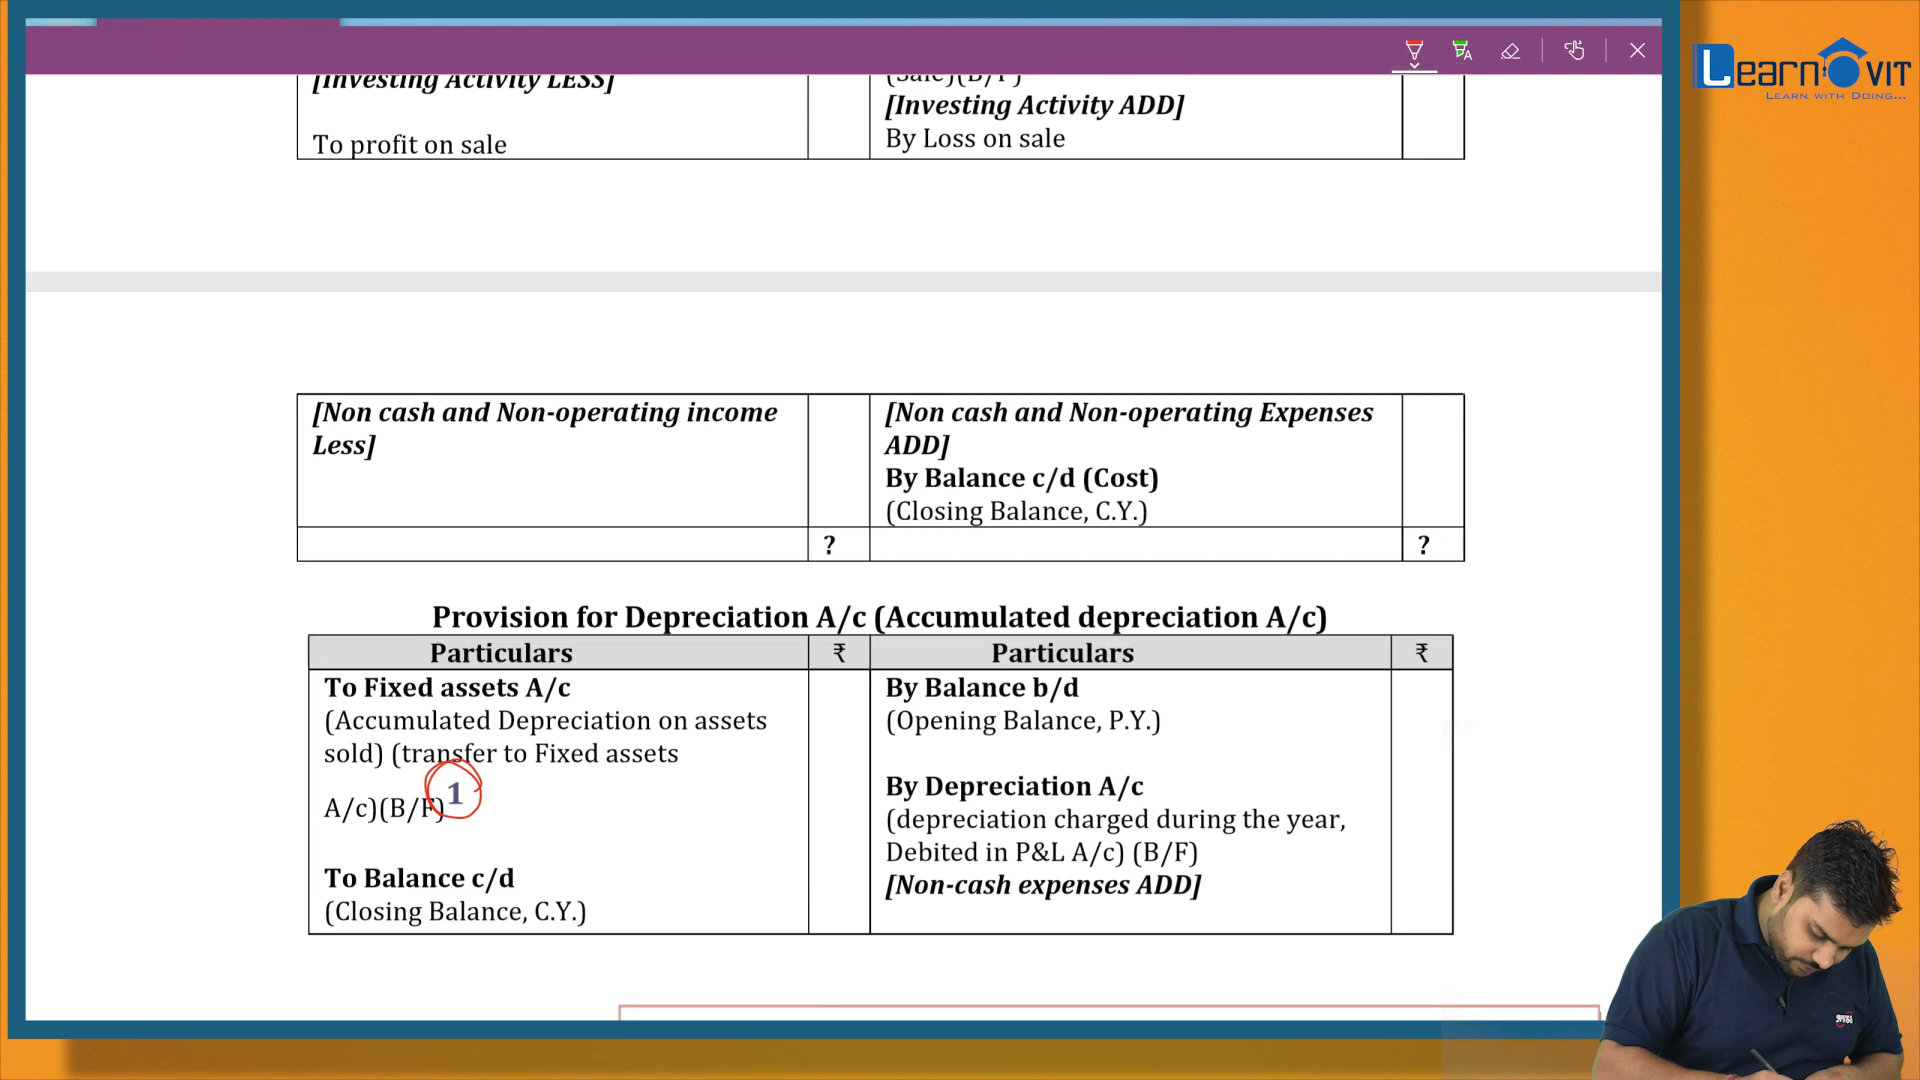 Learn VIT
LEARN WITH DOING...
[Investing Activity LESS]
To profit on sale
(Sale)(B/F)
[Investing Activity ADD]
By Loss on sale
[Non cash and Non-operating income
Less]
[Non cash and Non-operating Expenses
ADD]
By Balance c/d (Cost)
(Closing Balance, C.Y.)
?
?
Provision for Depreciation A/c (Accumulated depreciation A/c)
Particulars ₹ Particulars ₹
To Fixed assets A/c
(Accumulated Depreciation on assets
sold) (transfer to Fixed assets
A/c)(B/F) 1
To Balance c/d
(Closing Balance, C.Y.)
By Balance b/d
(Opening Balance, P.Y.)
By Depreciation A/c
(depreciation charged during the year,
Debited in P&L A/c) (B/F)
[Non-cash expenses ADD]